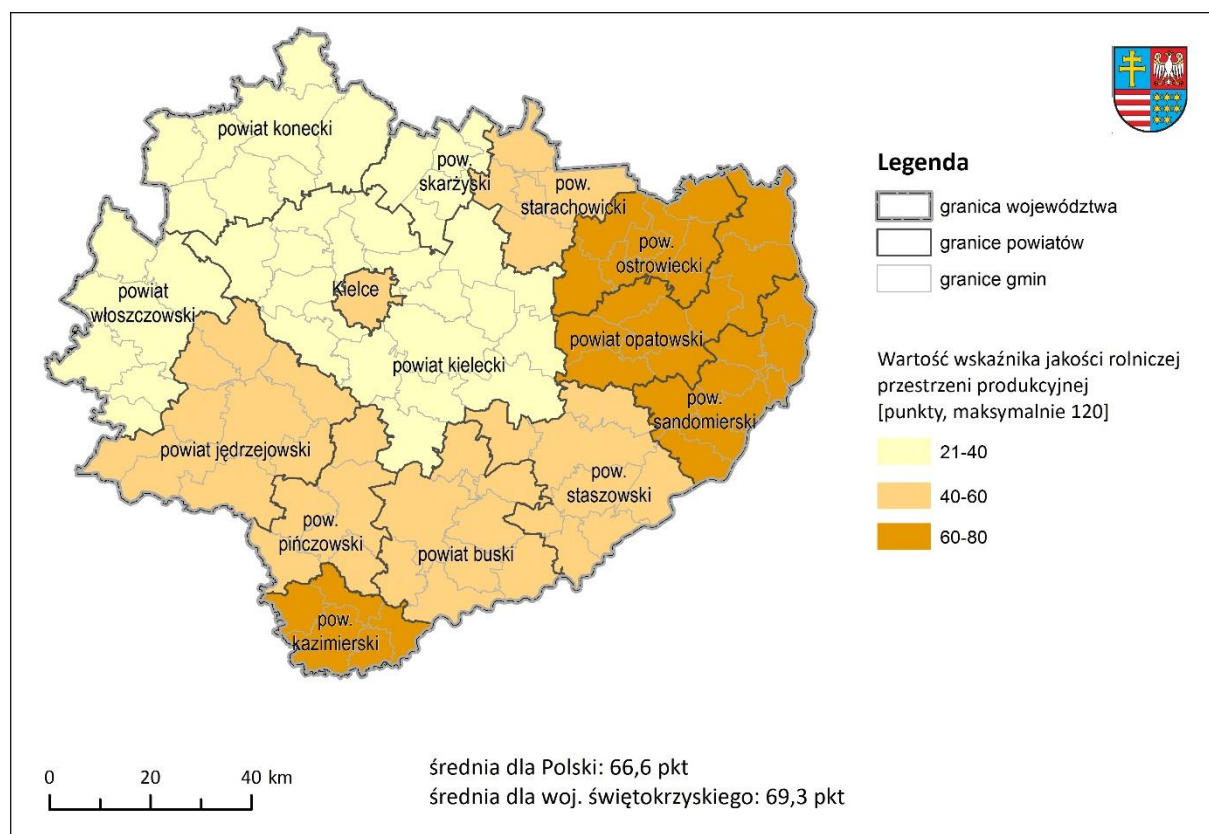 powiat konecki
pow.
skarżyski
pow.
starachowicki
pow.
ostrowiecki
Kielce
powiat
włoszczowski
powiat opatowski
powiat kielecki
pow.
sandomierski
powiat jędrzejowski
pow.
staszowski
pow.
pińczowski
powiat buski
pow.
kazimierski
Legenda
granica województwa
granice powiatów
granice gmin
Wartość wskaźnika jakości rolniczej
przestrzeni produkcyjnej
[punkty, maksymalnie 120]
21-40
40-60
60-80
0 20 40 km
średnia dla Polski: 66,6 pkt
średnia dla woj. świętokrzyskiego: 69,3 pkt